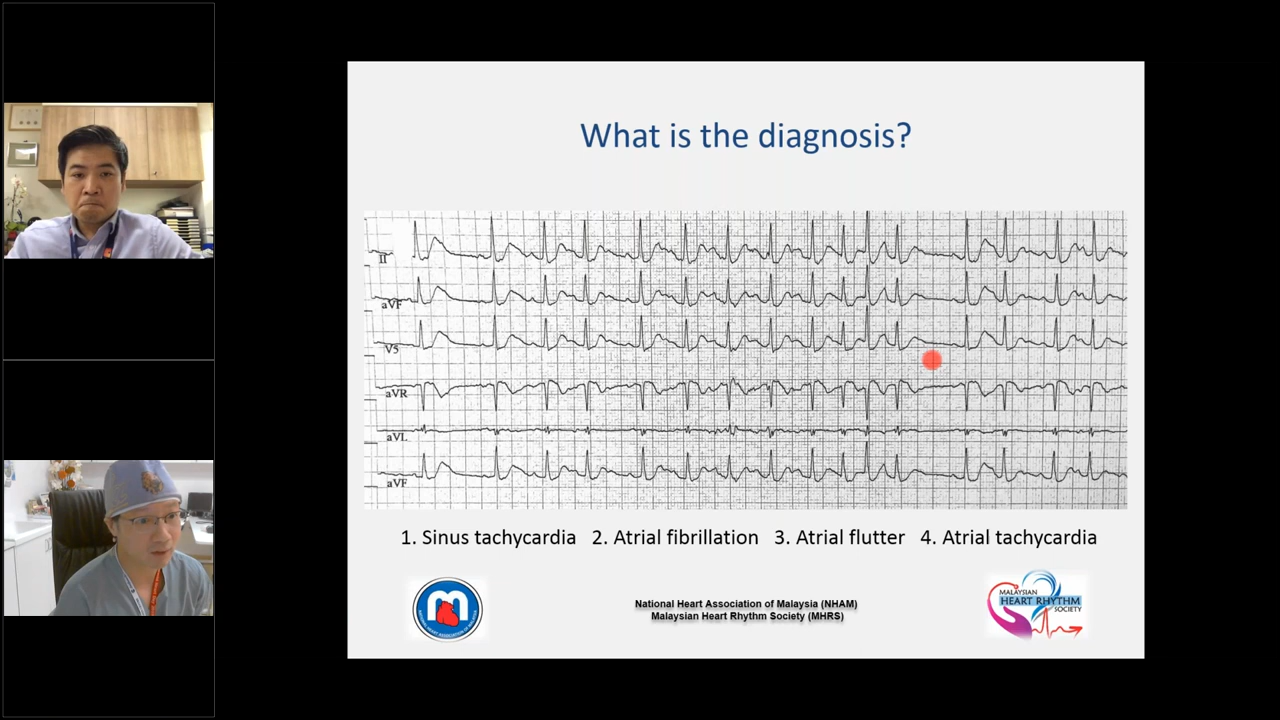 What is the diagnosis?
II
aVF
V5
aVR
aVL
aVF
1. Sinus tachycardia 2. Atrial fibrillation 3. Atrial flutter 4. Atrial tachycardia
National Heart Association of Malaysia (NHAM)
Malaysian Heart Rhythm Society (MHRS)
MALAYSIAN
HEART RHYTHM
SOCIETY